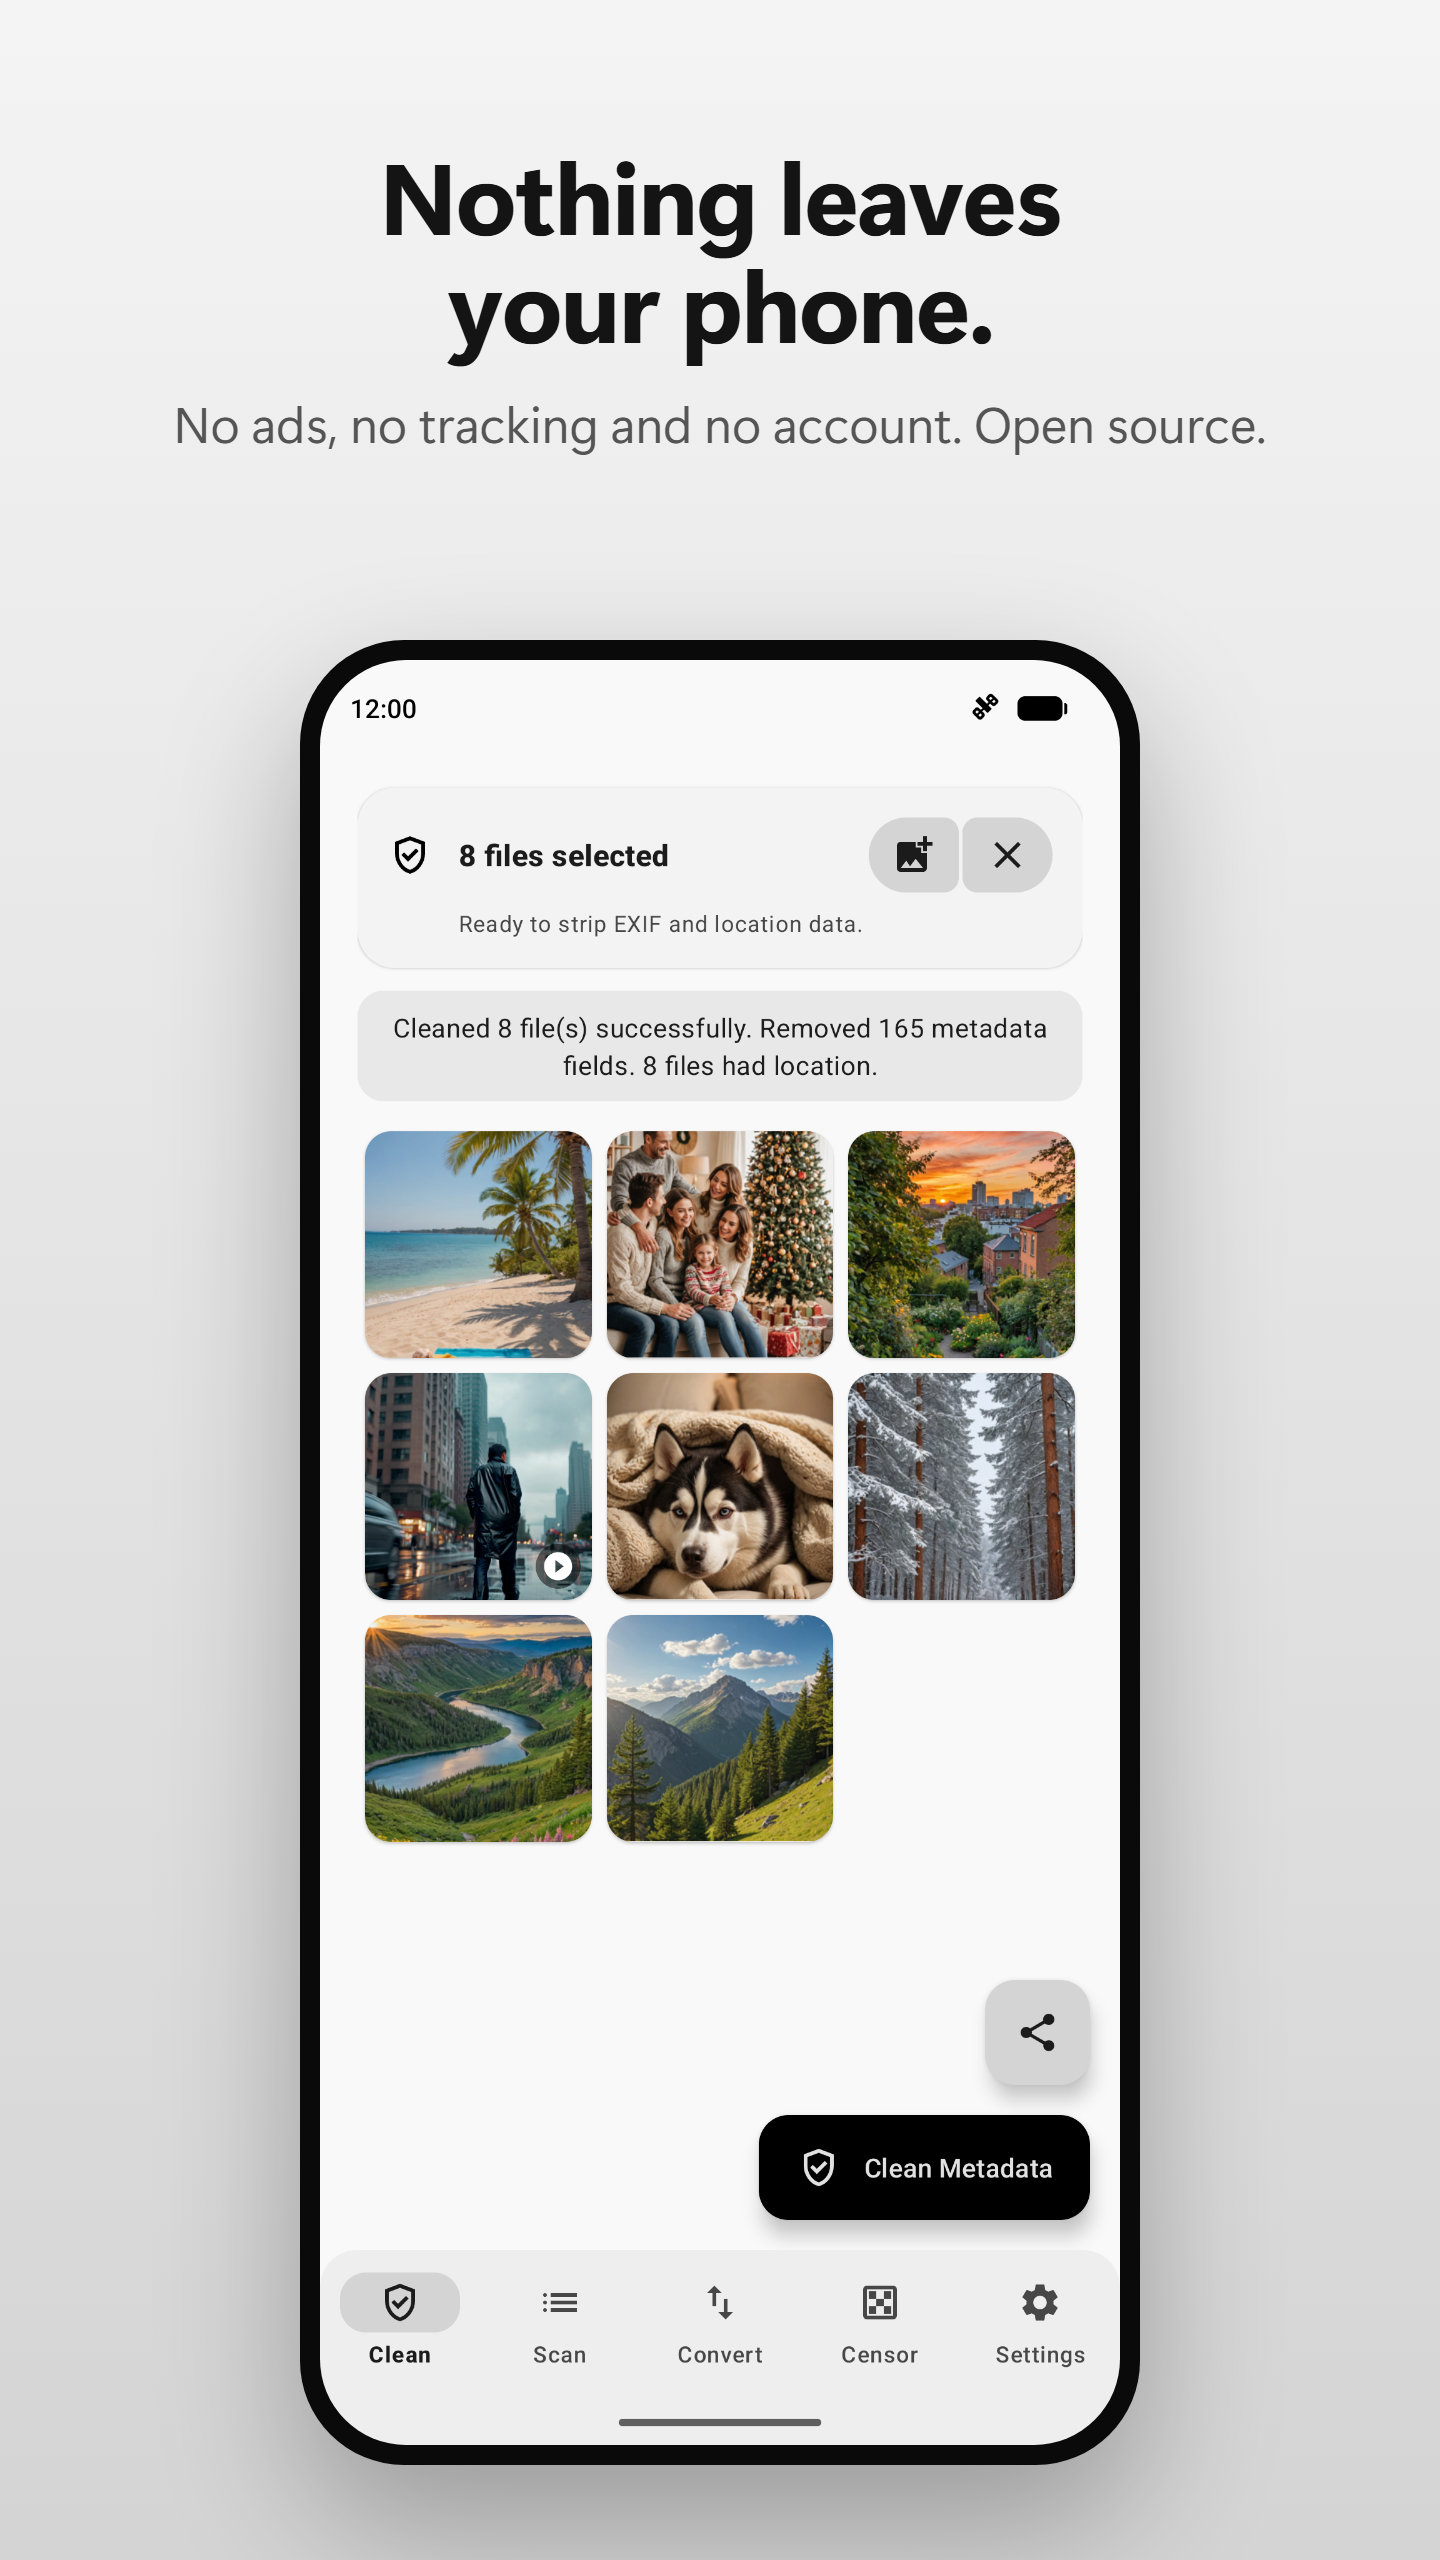 Nothing leaves
your phone.
No ads, no tracking and no account. Open source.
12:00
8 files selected
Ready to strip EXIF and location data.
Cleaned 8 file(s) successfully. Removed 165 metadata
fields. 8 files had location.
Clean Metadata
Clean
Scan
Convert
Censor
Settings